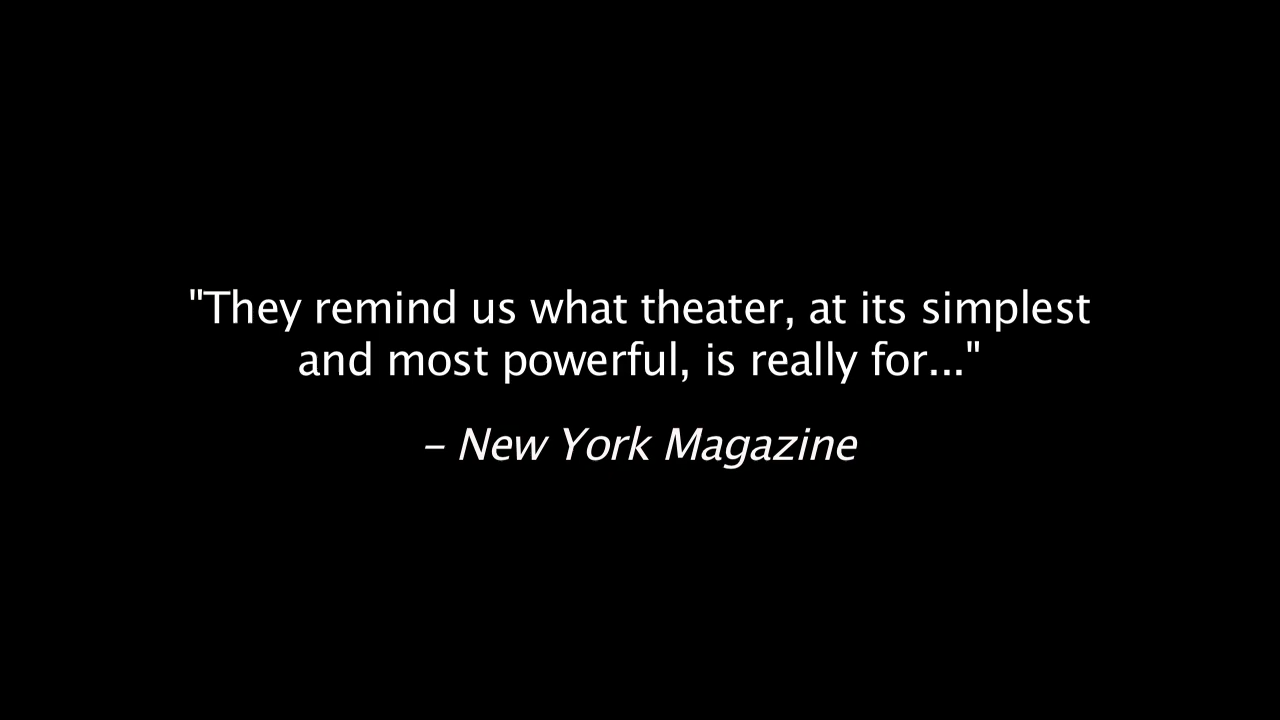 "They remind us what theater, at its simplest
and most powerful, is really for..."
– New York Magazine